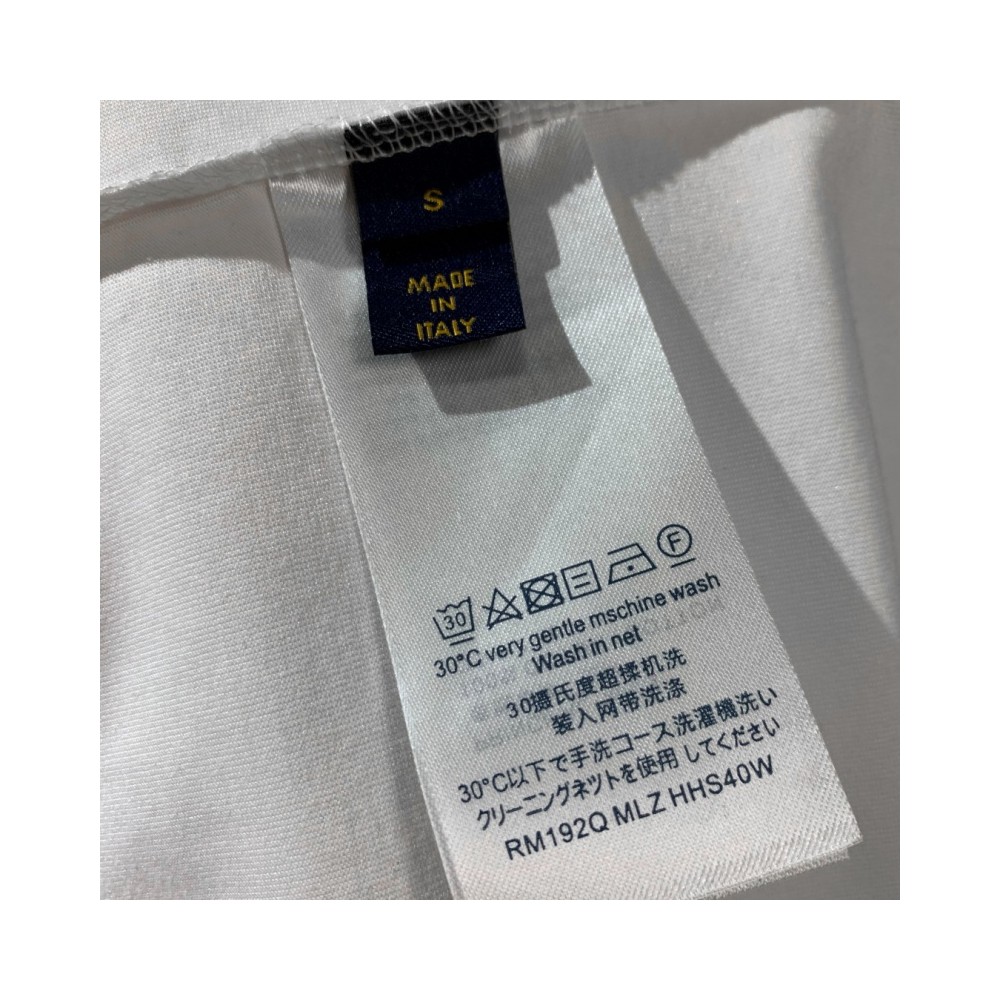 S
MADE
IN
ITALY
30
F
30°C very gentle mschine wash
Wash in net
30摄氏度超揉机洗
装入网带洗涤
30°C以下で手洗コース洗濯機洗い
クリーニングネツトを使用してください
RM192Q MLZ HHS40W